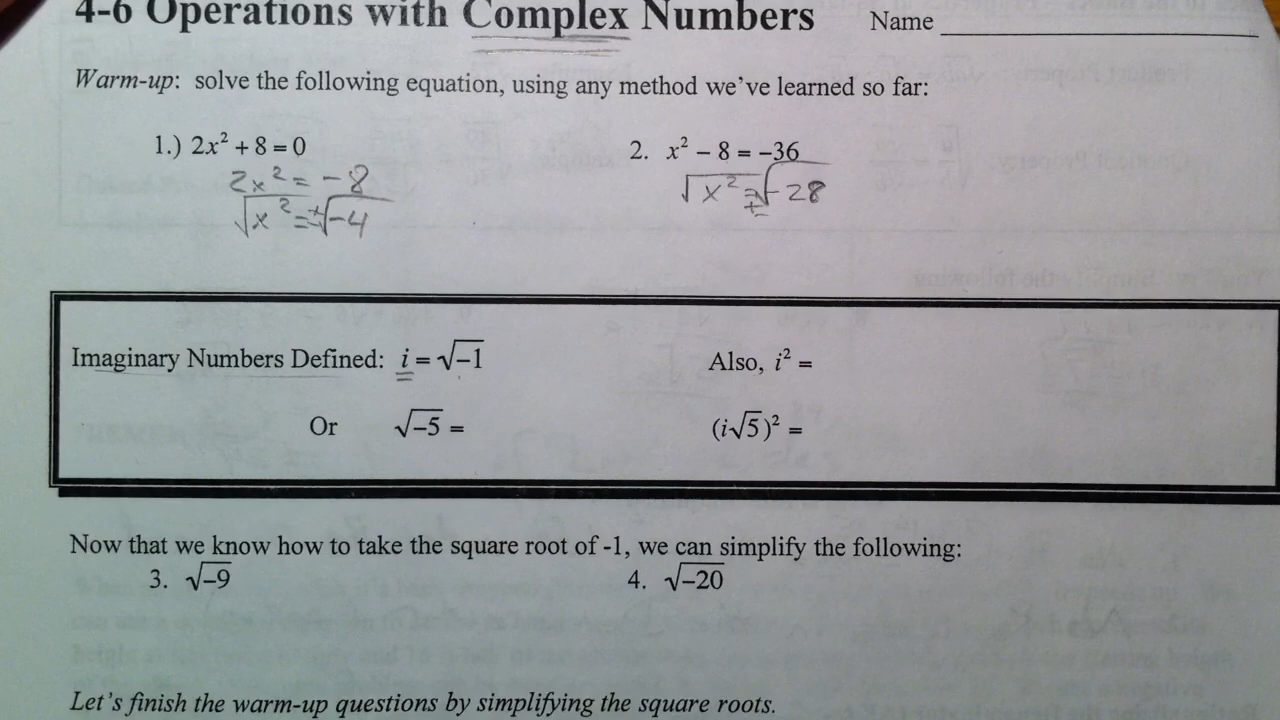 4-6 Operations with Complex Numbers Name
Warm-up: solve the following equation, using any method we've learned so far:
1.) 2x² + 8 = 0
2. x² – 8 = –36
2x² = -8
√x² = ±√-4
√x² = ±√-28
Imaginary Numbers Defined: i = √–1
Also, i² =
Or √–5 =
(i√5)² =
Now that we know how to take the square root of -1, we can simplify the following:
3. √–9
4. √–20
Let's finish the warm-up questions by simplifying the square roots.